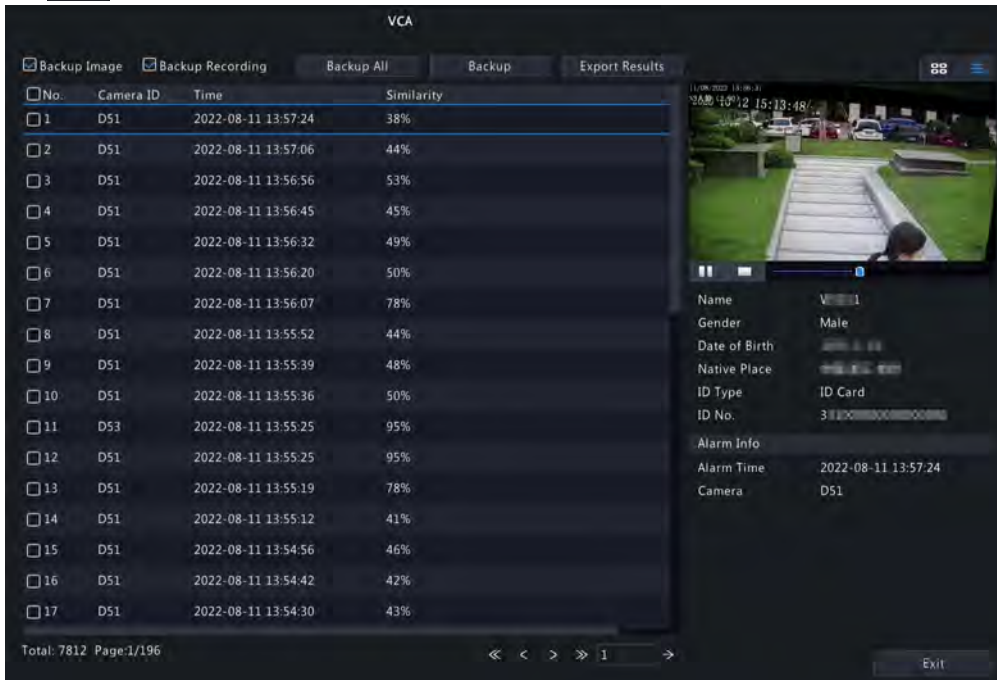 VCA
Backup Image Backup Recording Backup All Backup Export Results
No. Camera ID Time Similarity
1 D51 2022-08-11 13:57:24 38%
2 D51 2022-08-11 13:57:06 44%
3 D51 2022-08-11 13:56:56 53%
4 D51 2022-08-11 13:56:45 45%
5 D51 2022-08-11 13:56:32 49%
6 D51 2022-08-11 13:56:20 50%
7 D51 2022-08-11 13:56:07 78%
8 D51 2022-08-11 13:55:52 44%
9 D51 2022-08-11 13:55:39 48%
10 D51 2022-08-11 13:55:36 50%
11 D53 2022-08-11 13:55:25 95%
12 D51 2022-08-11 13:55:25 95%
13 D51 2022-08-11 13:55:19 78%
14 D51 2022-08-11 13:55:12 41%
15 D51 2022-08-11 13:54:56 46%
16 D51 2022-08-11 13:54:42 42%
17 D51 2022-08-11 13:54:30 43%
Total: 7812 Page:1/196
« < > » 1 →
15:13:48
Name
Gender Male
Date of Birth
Native Place
ID Type ID Card
ID No.
Alarm Info
Alarm Time 2022-08-11 13:57:24
Camera D51
Exit